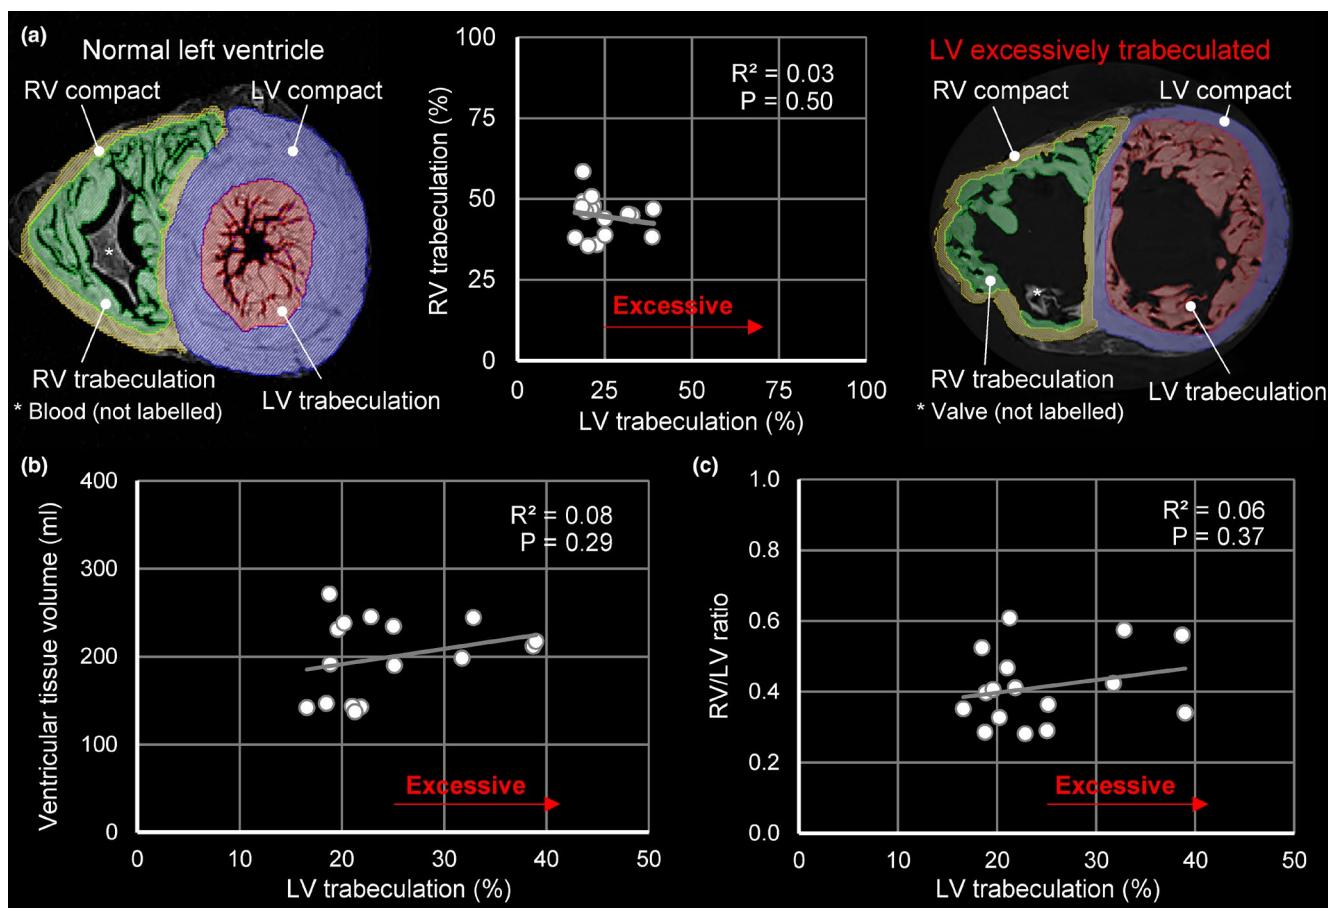 (a)
Normal left ventricle
RV compact
LV compact
*
RV trabeculation
LV trabeculation
* Blood (not labelled)
RV trabeculation (%)
100
75
50
25
0
R² = 0.03
P = 0.50
Excessive
0 25 50 75 100
LV trabeculation (%)
LV excessively trabeculated
RV compact
LV compact
*
RV trabeculation
LV trabeculation
* Valve (not labelled)
(b)
Ventricular tissue volume (ml)
400
300
200
100
0
R² = 0.08
P = 0.29
Excessive
0 10 20 30 40 50
LV trabeculation (%)
(c)
RV/LV ratio
1.0
0.8
0.6
0.4
0.2
0.0
R² = 0.06
P = 0.37
Excessive
0 10 20 30 40 50
LV trabeculation (%)